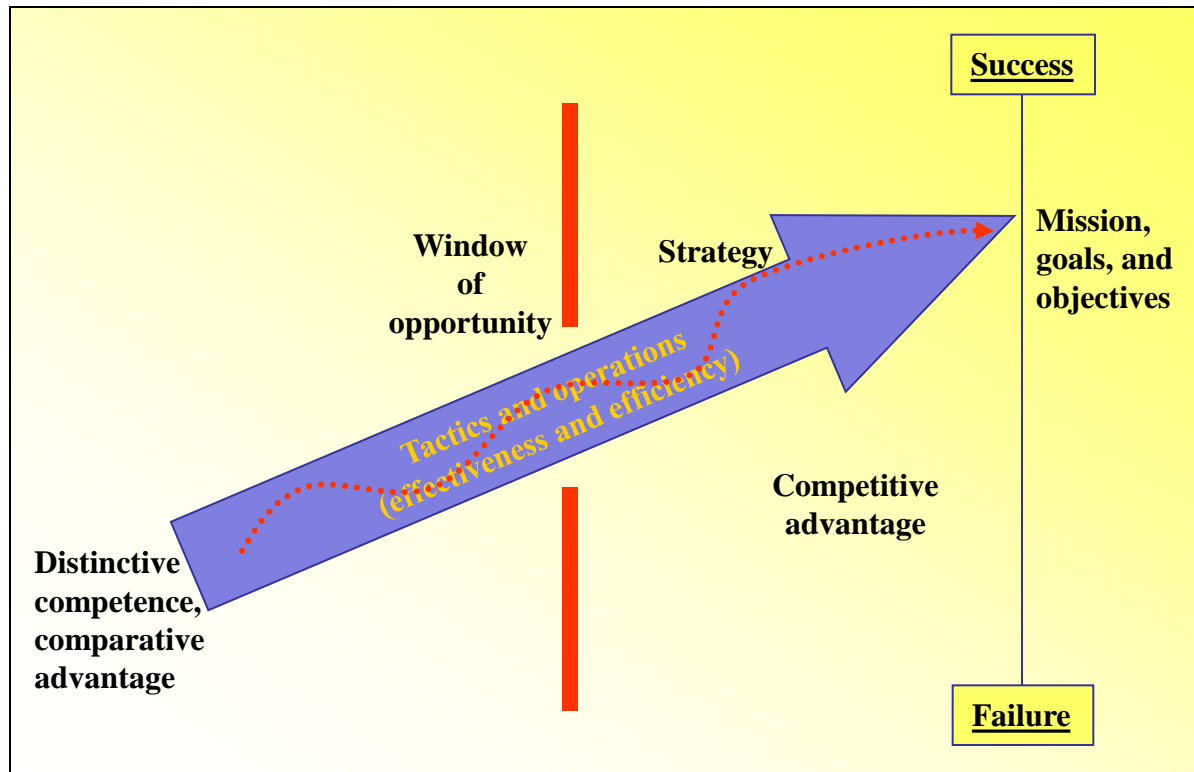 Success
Window
of
opportunity
Strategy
Mission,
goals, and
objectives
Tactics and operations
(effectiveness and efficiency)
Competitive
advantage
Distinctive
competence,
comparative
advantage
Failure